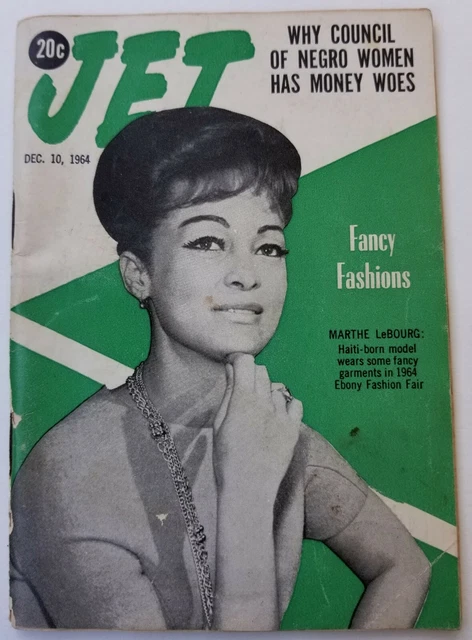 20c
JET
WHY COUNCIL
OF NEGRO WOMEN
HAS MONEY WOES
DEC. 10, 1964
Fancy
Fashions
MARTHE LeBOURG:
Haiti-born model
wears some fancy
garments in 1964
Ebony Fashion Fair